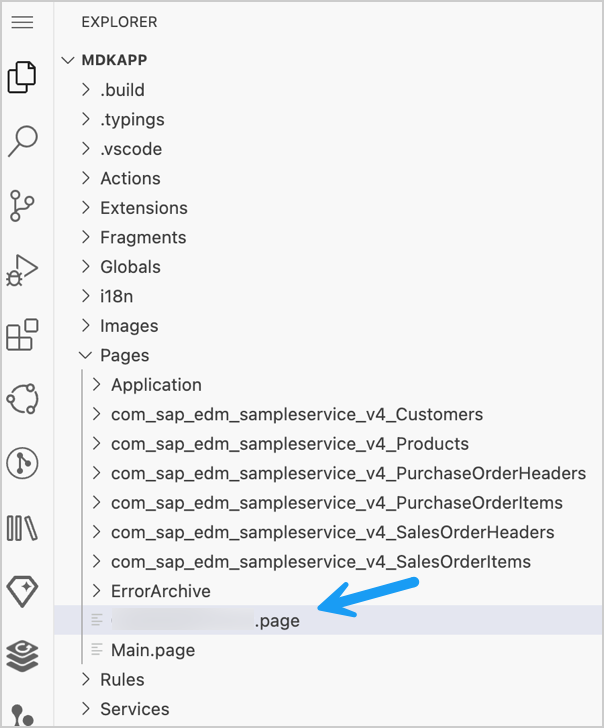 EXPLORER
MDKAPP
.build
.typings
.vscode
Actions
Extensions
Fragments
Globals
i18n
Images
Pages
Application
com_sap_edm_sampleservice_v4_Customers
com_sap_edm_sampleservice_v4_Products
com_sap_edm_sampleservice_v4_PurchaseOrderHeaders
com_sap_edm_sampleservice_v4_PurchaseOrderItems
com_sap_edm_sampleservice_v4_SalesOrderHeaders
com_sap_edm_sampleservice_v4_SalesOrderItems
ErrorArchive
.page
Main.page
Rules
Services